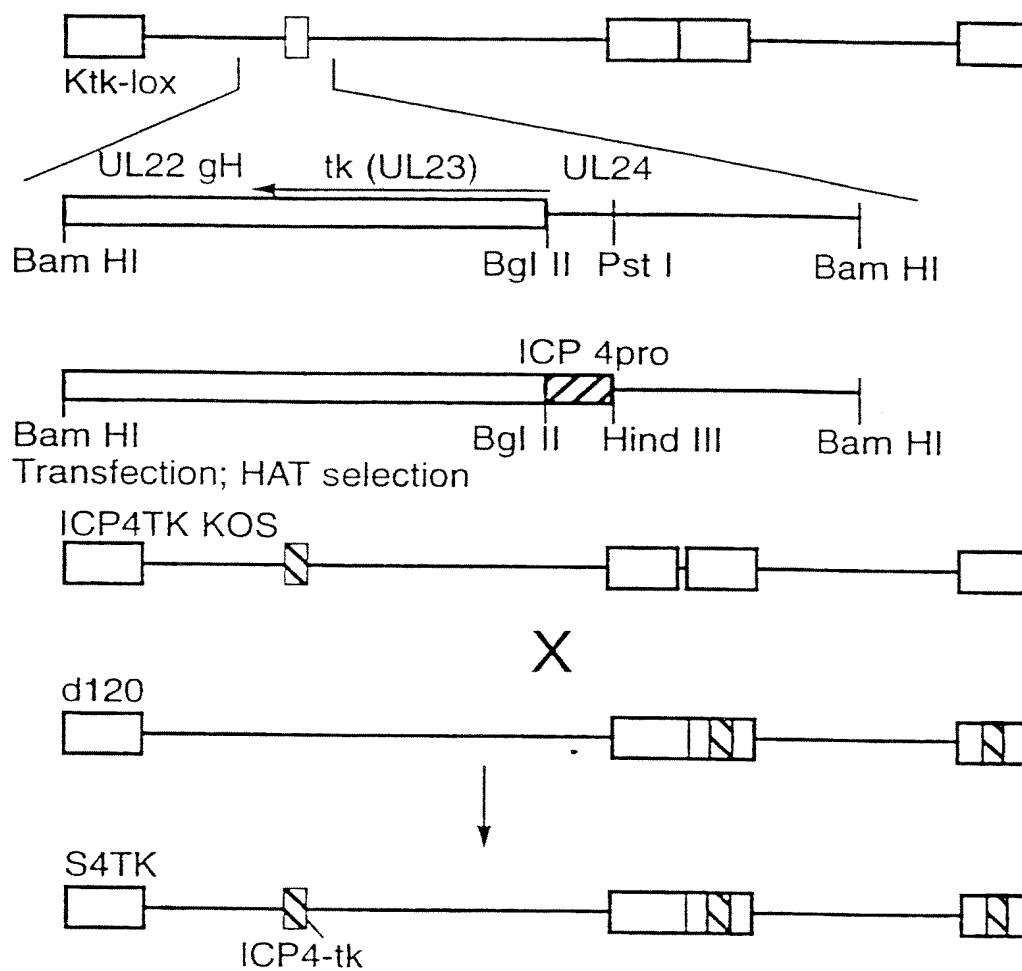 Ktk-lox
UL22 gH tk (UL23) UL24
Bam HI Bgl II Pst I Bam HI
ICP 4pro
Bam HI Bgl II Hind III Bam HI
Transfection; HAT selection
ICP4TK KOS
X
d120
S4TK
ICP4-tk